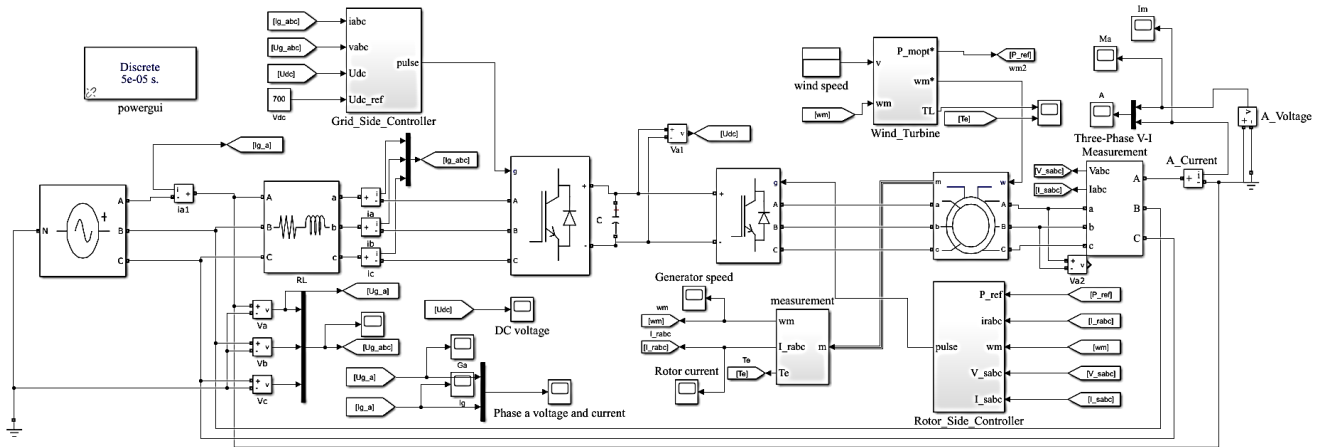 Discrete
5e-05 s.
powergui
[Ig_abc]
[Ug_abc]
[Udc]
700
Vdc
iabc
vabc
Udc
Udc_ref
pulse
Grid_Side_Controller
[Ig_a]
i
+ -
ia1
N
+
A
B
C
A
B
C
a
b
c
RL
i
+ -
ia
i
+ -
ib
i
+ -
ic
[Ig_abc]
g
A
B
C
+
-
C
+
-
v
Va1
[Udc]
+
-
g
A
B
C
wind speed
[wm]
v
wm
P_mopt*
wm*
TL
Wind_Turbine
[P_ref]
wm2
[Te]
Im
Ma
A
Three-Phase V-I
Measurement
v
+ -
A_Voltage
A_Current
i
+ -
[V_sabc]
[I_sabc]
Vabc
Iabc
a
b
c
A
B
C
m
w
a
b
c
A
B
C
+
-
v
Va2
+
-
v
Va
+
-
v
Vb
+
-
v
Vc
[Ug_a]
[Ug_abc]
[Udc]
DC voltage
[Ug_a]
[Ig_a]
Ga
Ig
Phase a voltage and current
Generator speed
wm
[wm]
I_rabc
[I_rabc]
Rotor current
Te
[Te]
measurement
wm
I_rabc
Te
m
pulse
P_ref
irabc
wm
V_sabc
I_sabc
Rotor_Side_Controller
[P_ref]
[I_rabc]
[wm]
[V_sabc]
[I_sabc]